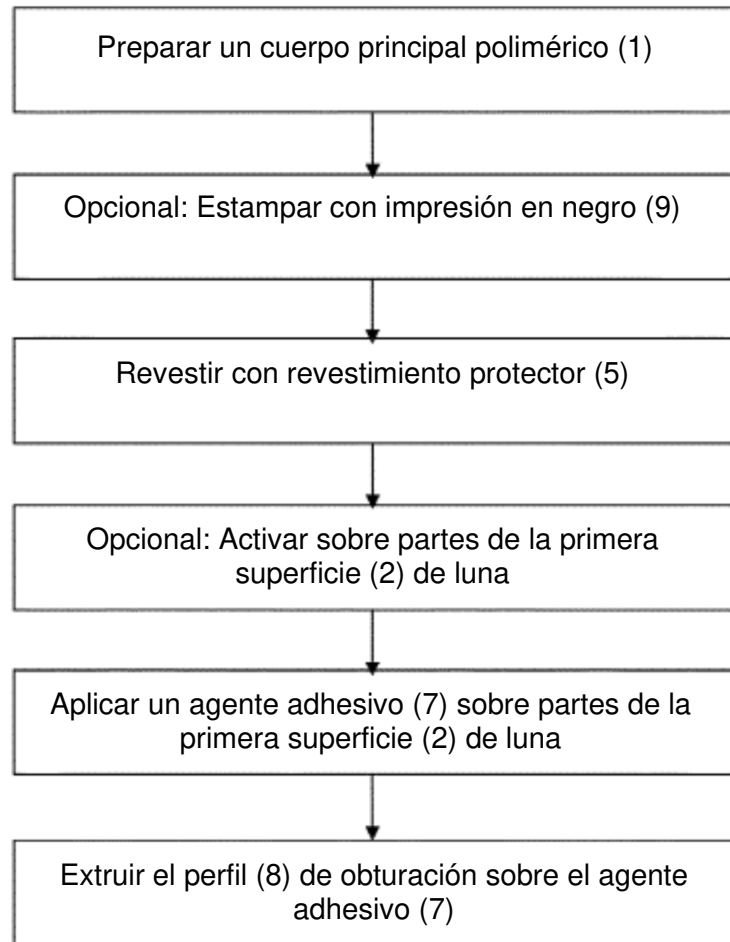 Preparar un cuerpo principal polimérico (1)
Opcional: Estampar con impresión en negro (9)
Revestir con revestimiento protector (5)
Opcional: Activar sobre partes de la primera
superficie (2) de luna
Aplicar un agente adhesivo (7) sobre partes de la
primera superficie (2) de luna
Extruir el perfil (8) de obturación sobre el agente
adhesivo (7)